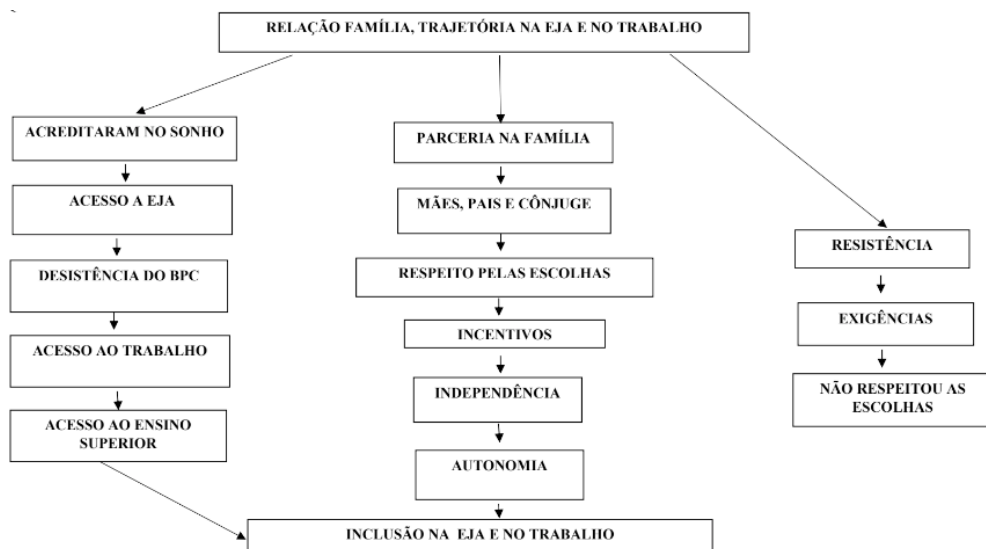 RELAÇÃO FAMÍLIA, TRAJETÓRIA NA EJA E NO TRABALHO
ACREDITARAM NO SONHO
ACESSO A EJA
DESISTÊNCIA DO BPC
ACESSO AO TRABALHO
ACESSO AO ENSINO
SUPERIOR
PARCERIA NA FAMÍLIA
MÃES, PAIS E CÔNJUGE
RESPEITO PELAS ESCOLHAS
INCENTIVOS
INDEPENDÊNCIA
AUTONOMIA
RESISTÊNCIA
EXIGÊNCIAS
NÃO RESPEITOU AS
ESCOLHAS
INCLUSÃO NA EJA E NO TRABALHO